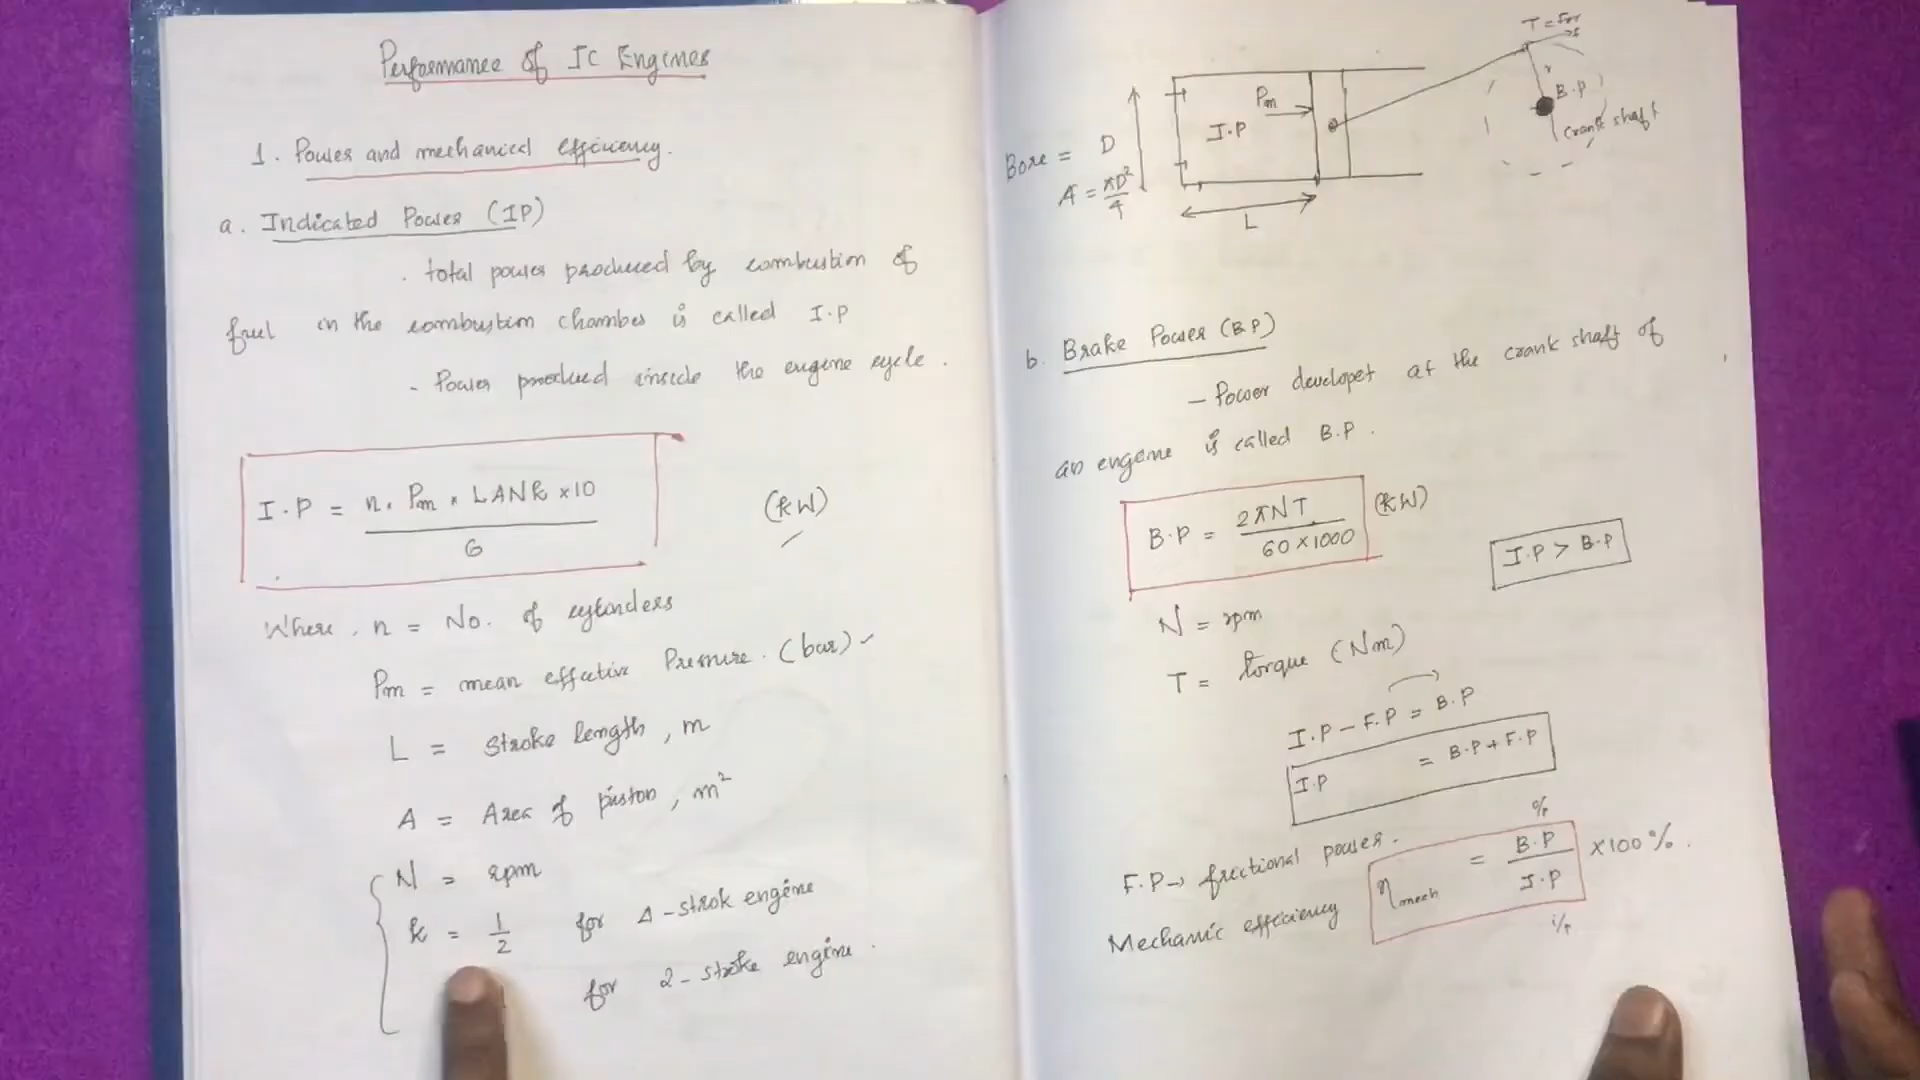 Performance of IC Engines
1. Power and mechanical efficiency.
a. Indicated Power (IP)
. total power produced by combustion of
fuel in the combustion chamber is called I.P
- Power produced inside the engine cycle.
I.P = n. Pm × LANk ×10
6
(kW)
Where, n = No. of cylinders
Pm = mean effective Pressure. (bar)
L = Stroke length, m
A = Area of piston, m²
N = rpm
k = 1/2 for 4-strok engine
for 2-stroke engine.
T = F×r
r
B.P
crank shaft
Pm
I.P
Bore = D
A = πD²/4
L
b. Brake Power (B.P)
- Power developet at the crank shaft of
an engine is called B.P.
B.P = 2πNT
60×1000
(kW)
I.P > B.P
N = rpm
T = torque (Nm)
I.P - F.P = B.P
I.P = B.P + F.P
F.P → frictional power.
Mechanic efficiency ηmech = B.P/I.P ×100%.
o/p
i/p